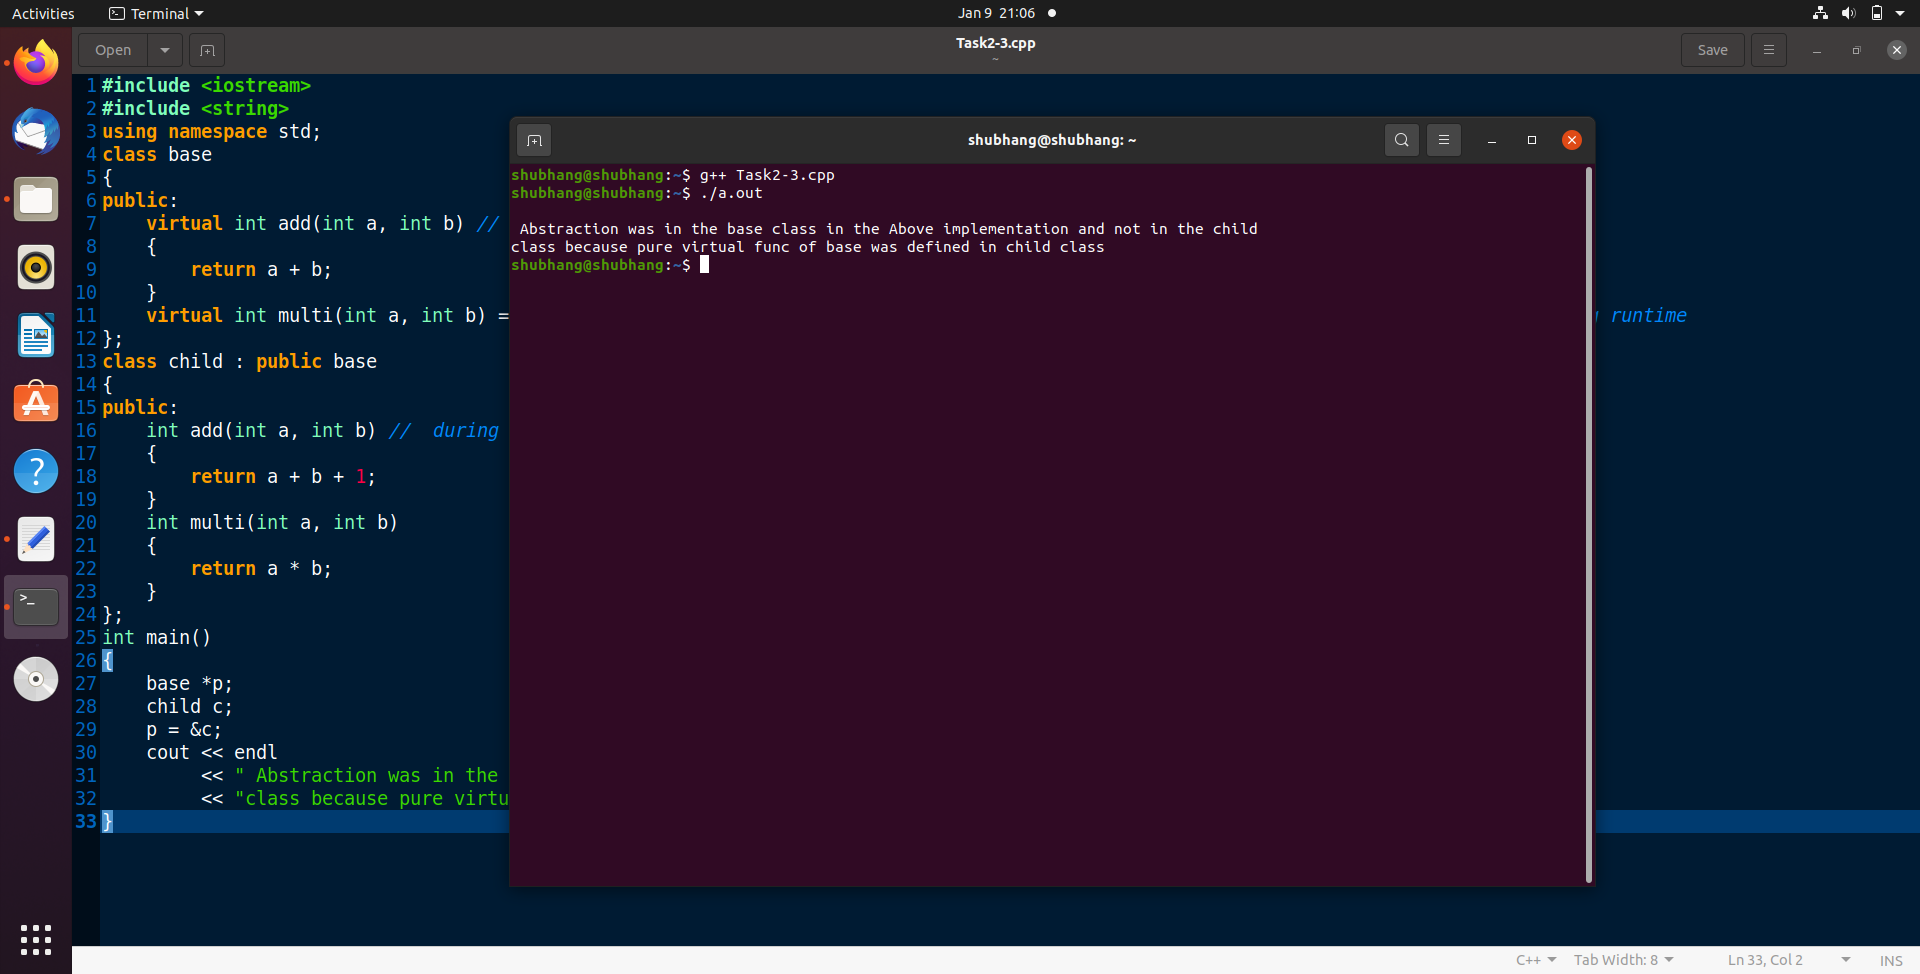 Activities
Terminal
Jan 9 21:06
Open
Task2-3.cpp
~
Save
1 #include <iostream>
2 #include <string>
3 using namespace std;
4 class base
5 {
6 public:
7     virtual int add(int a, int b) //
8     {
9         return a + b;
10     }
11     virtual int multi(int a, int b) = runtime
12 };
13 class child : public base
14 {
15 public:
16     int add(int a, int b) //  during
17     {
18         return a + b + 1;
19     }
20     int multi(int a, int b)
21     {
22         return a * b;
23     }
24 };
25 int main()
26 {
27     base *p;
28     child c;
29     p = &c;
30     cout << endl
31          << " Abstraction was in the
32          << "class because pure virtu
33 }
shubhang@shubhang: ~
shubhang@shubhang:~$ g++ Task2-3.cpp
shubhang@shubhang:~$ ./a.out
 Abstraction was in the base class in the Above implementation and not in the child
class because pure virtual func of base was defined in child class
shubhang@shubhang:~$
C++
Tab Width: 8
Ln 33, Col 2
INS